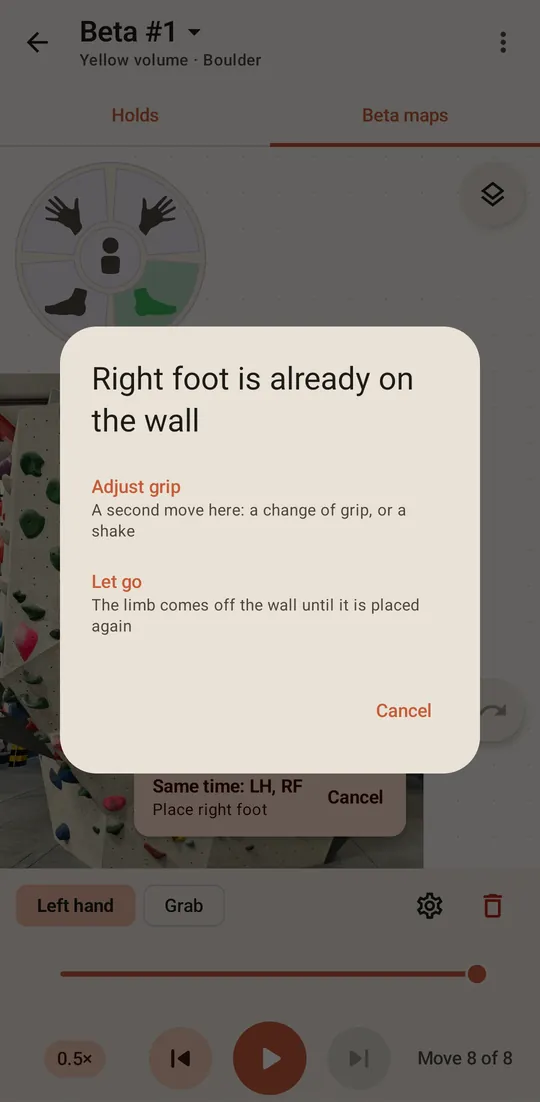 Beta #1
Yellow volume · Boulder
Holds
Beta maps
Right foot is already on
the wall
Adjust grip
A second move here: a change of grip, or a
shake
Let go
The limb comes off the wall until it is placed
again
Cancel
Same time: LH, RF
Place right foot
Cancel
Left hand
Grab
0.5×
Move 8 of 8